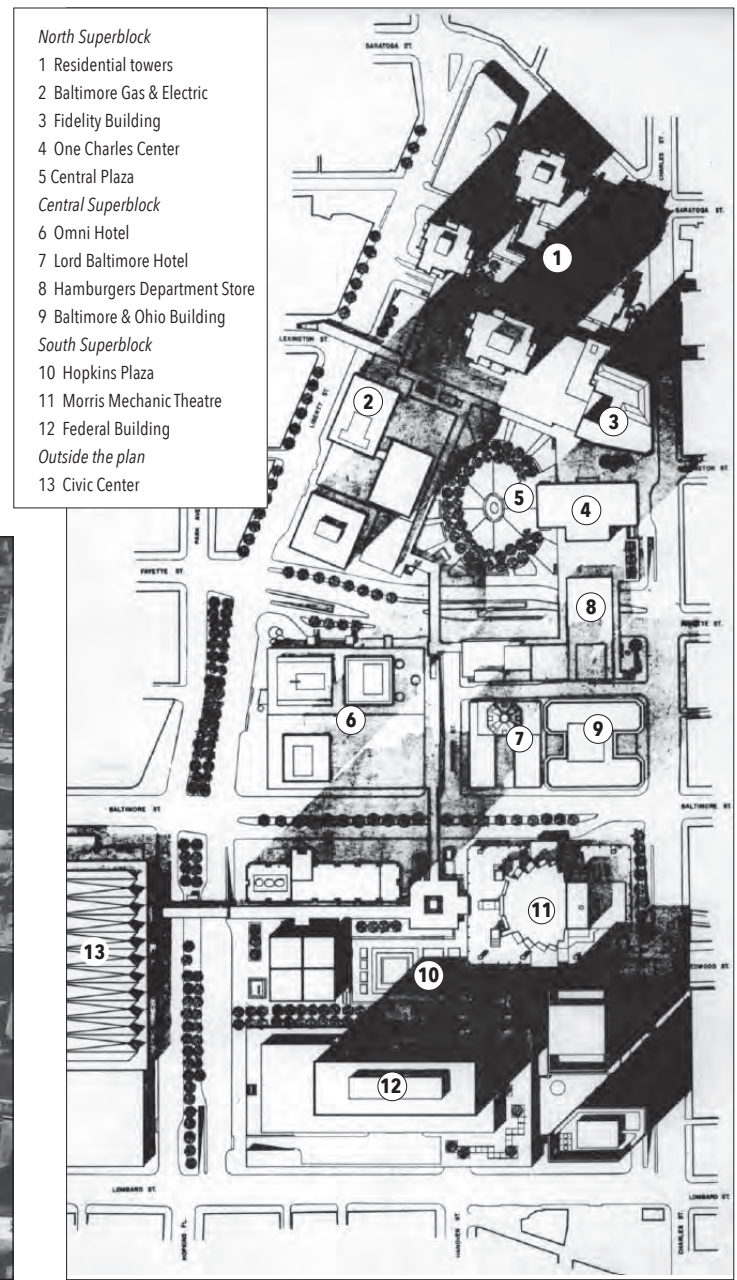 North Superblock
1 Residential towers
2 Baltimore Gas & Electric
3 Fidelity Building
4 One Charles Center
5 Central Plaza
Central Superblock
6 Omni Hotel
7 Lord Baltimore Hotel
8 Hamburgers Department Store
9 Baltimore & Ohio Building
South Superblock
10 Hopkins Plaza
11 Morris Mechanic Theatre
12 Federal Building
Outside the plan
13 Civic Center
SARATOGA ST.
CHARLES ST.
SARATOGA ST.
1
LEXINGTON ST.
LIBERTY ST.
2
3
5
4
PARK AVE
FAYETTE ST.
8
6
7
9
BALTIMORE ST.
BALTIMORE ST.
11
13
10
REDWOOD ST.
12
LOMBARD ST.
LOMBARD ST.
HOPKINS PL.
HANOVER ST.
CHARLES ST.